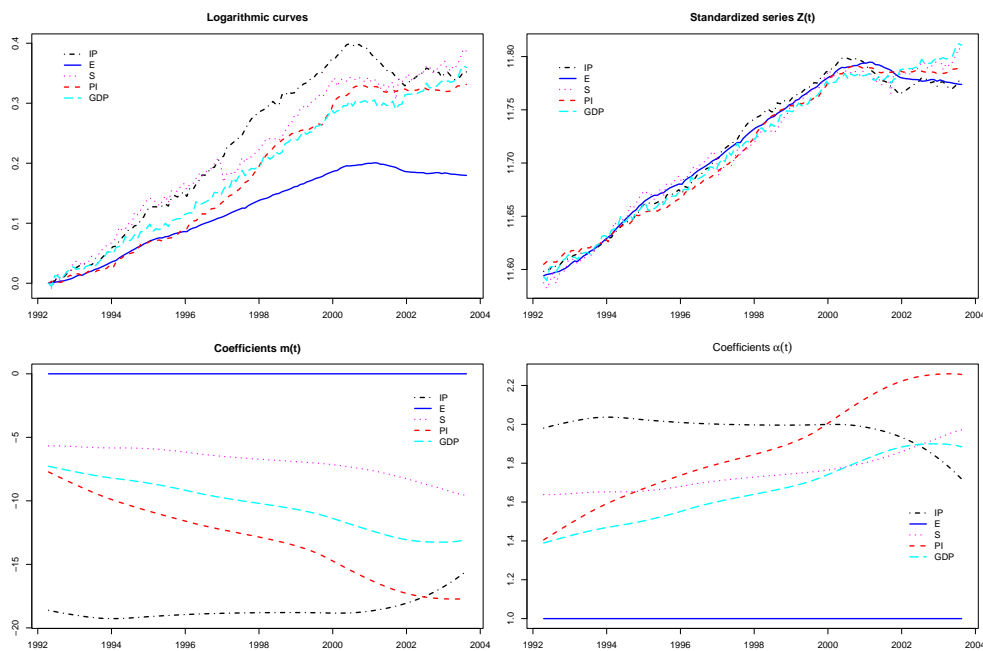 Logarithmic curves
IP
E
S
PI
GDP
0.4
0.3
0.2
0.1
0.0
1992 1994 1996 1998 2000 2002 2004
Standardized series Z(t)
IP
E
S
PI
GDP
11.80
11.75
11.70
11.65
11.60
1992 1994 1996 1998 2000 2002 2004
Coefficients m(t)
IP
E
S
PI
GDP
0
−5
−10
−15
−20
1992 1994 1996 1998 2000 2002 2004
Coefficients α(t)
IP
E
S
PI
GDP
2.2
2.0
1.8
1.6
1.4
1.2
1.0
1992 1994 1996 1998 2000 2002 2004